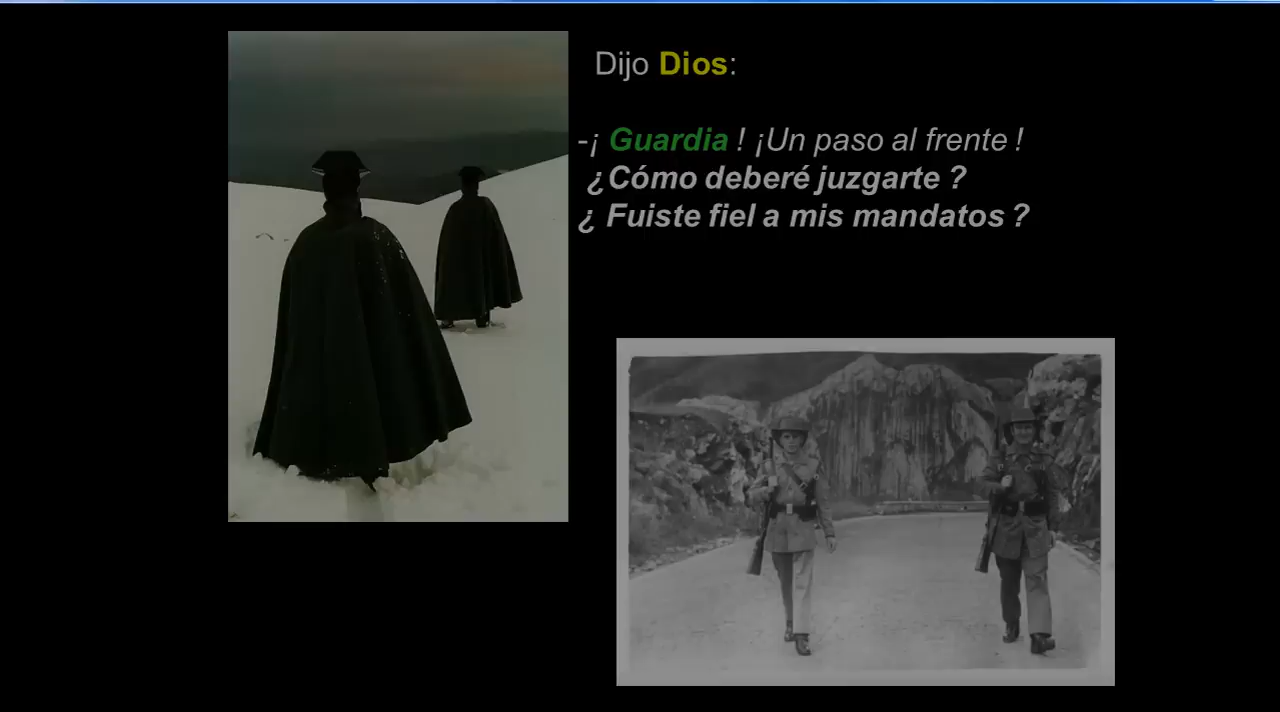 Dijo Dios:
-¡ Guardia ! ¡Un paso al frente !
¿Cómo deberé juzgarte ?
¿ Fuiste fiel a mis mandatos ?